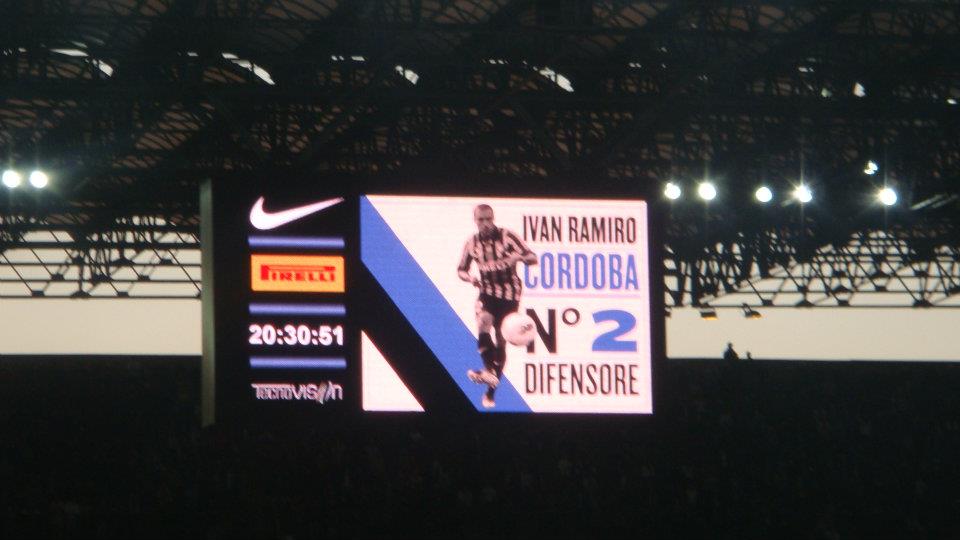 PIRELLI
20:30:51
TECNOVISION
IVAN RAMIRO
CORDOBA
N° 2
DIFENSORE